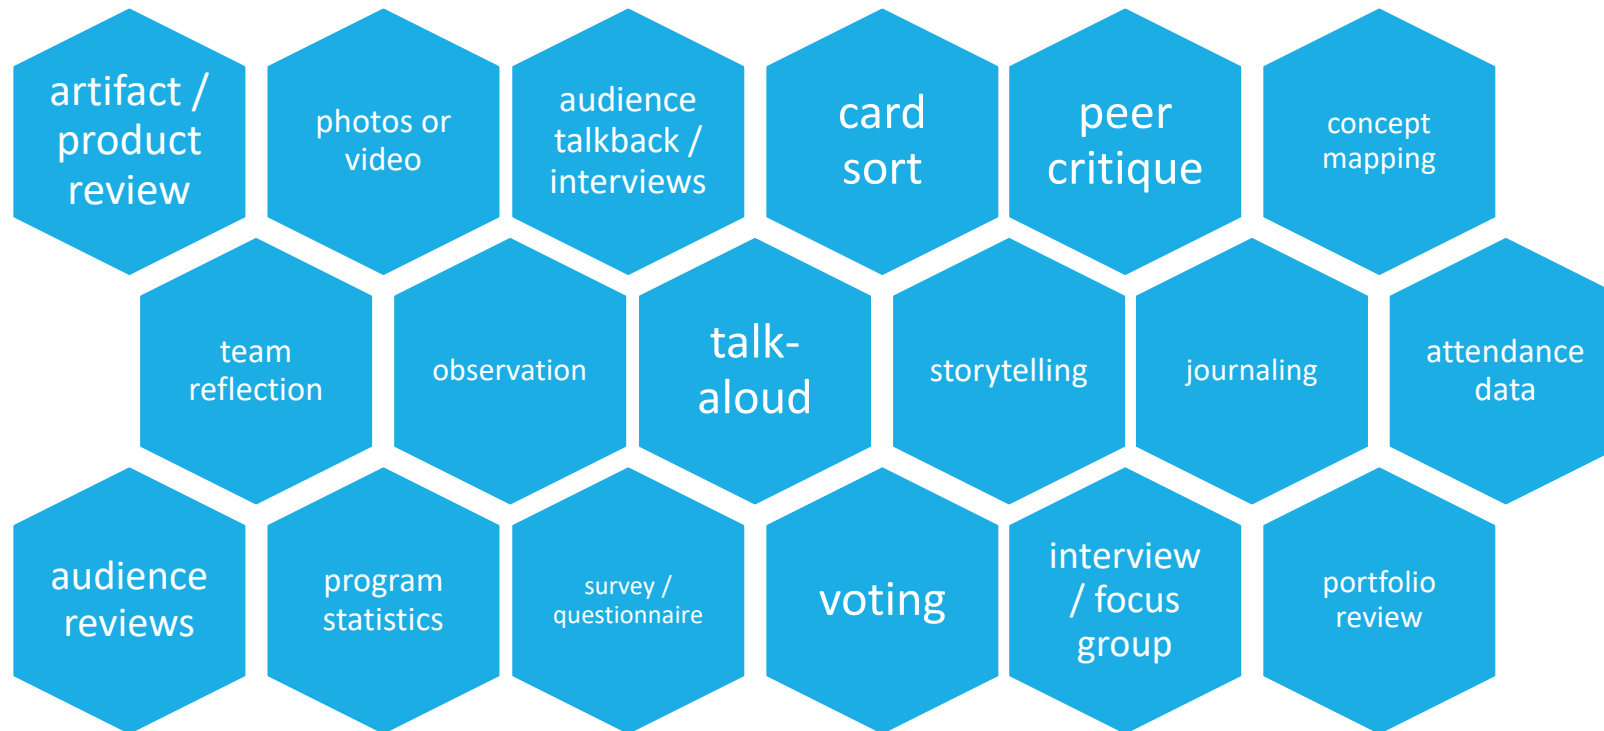 artifact /
product
review
photos or
video
audience
talkback /
interviews
card
sort
peer
critique
concept
mapping
team
reflection
observation
talk-
aloud
storytelling
journaling
attendance
data
audience
reviews
program
statistics
survey /
questionnaire
voting
interview
/ focus
group
portfolio
review